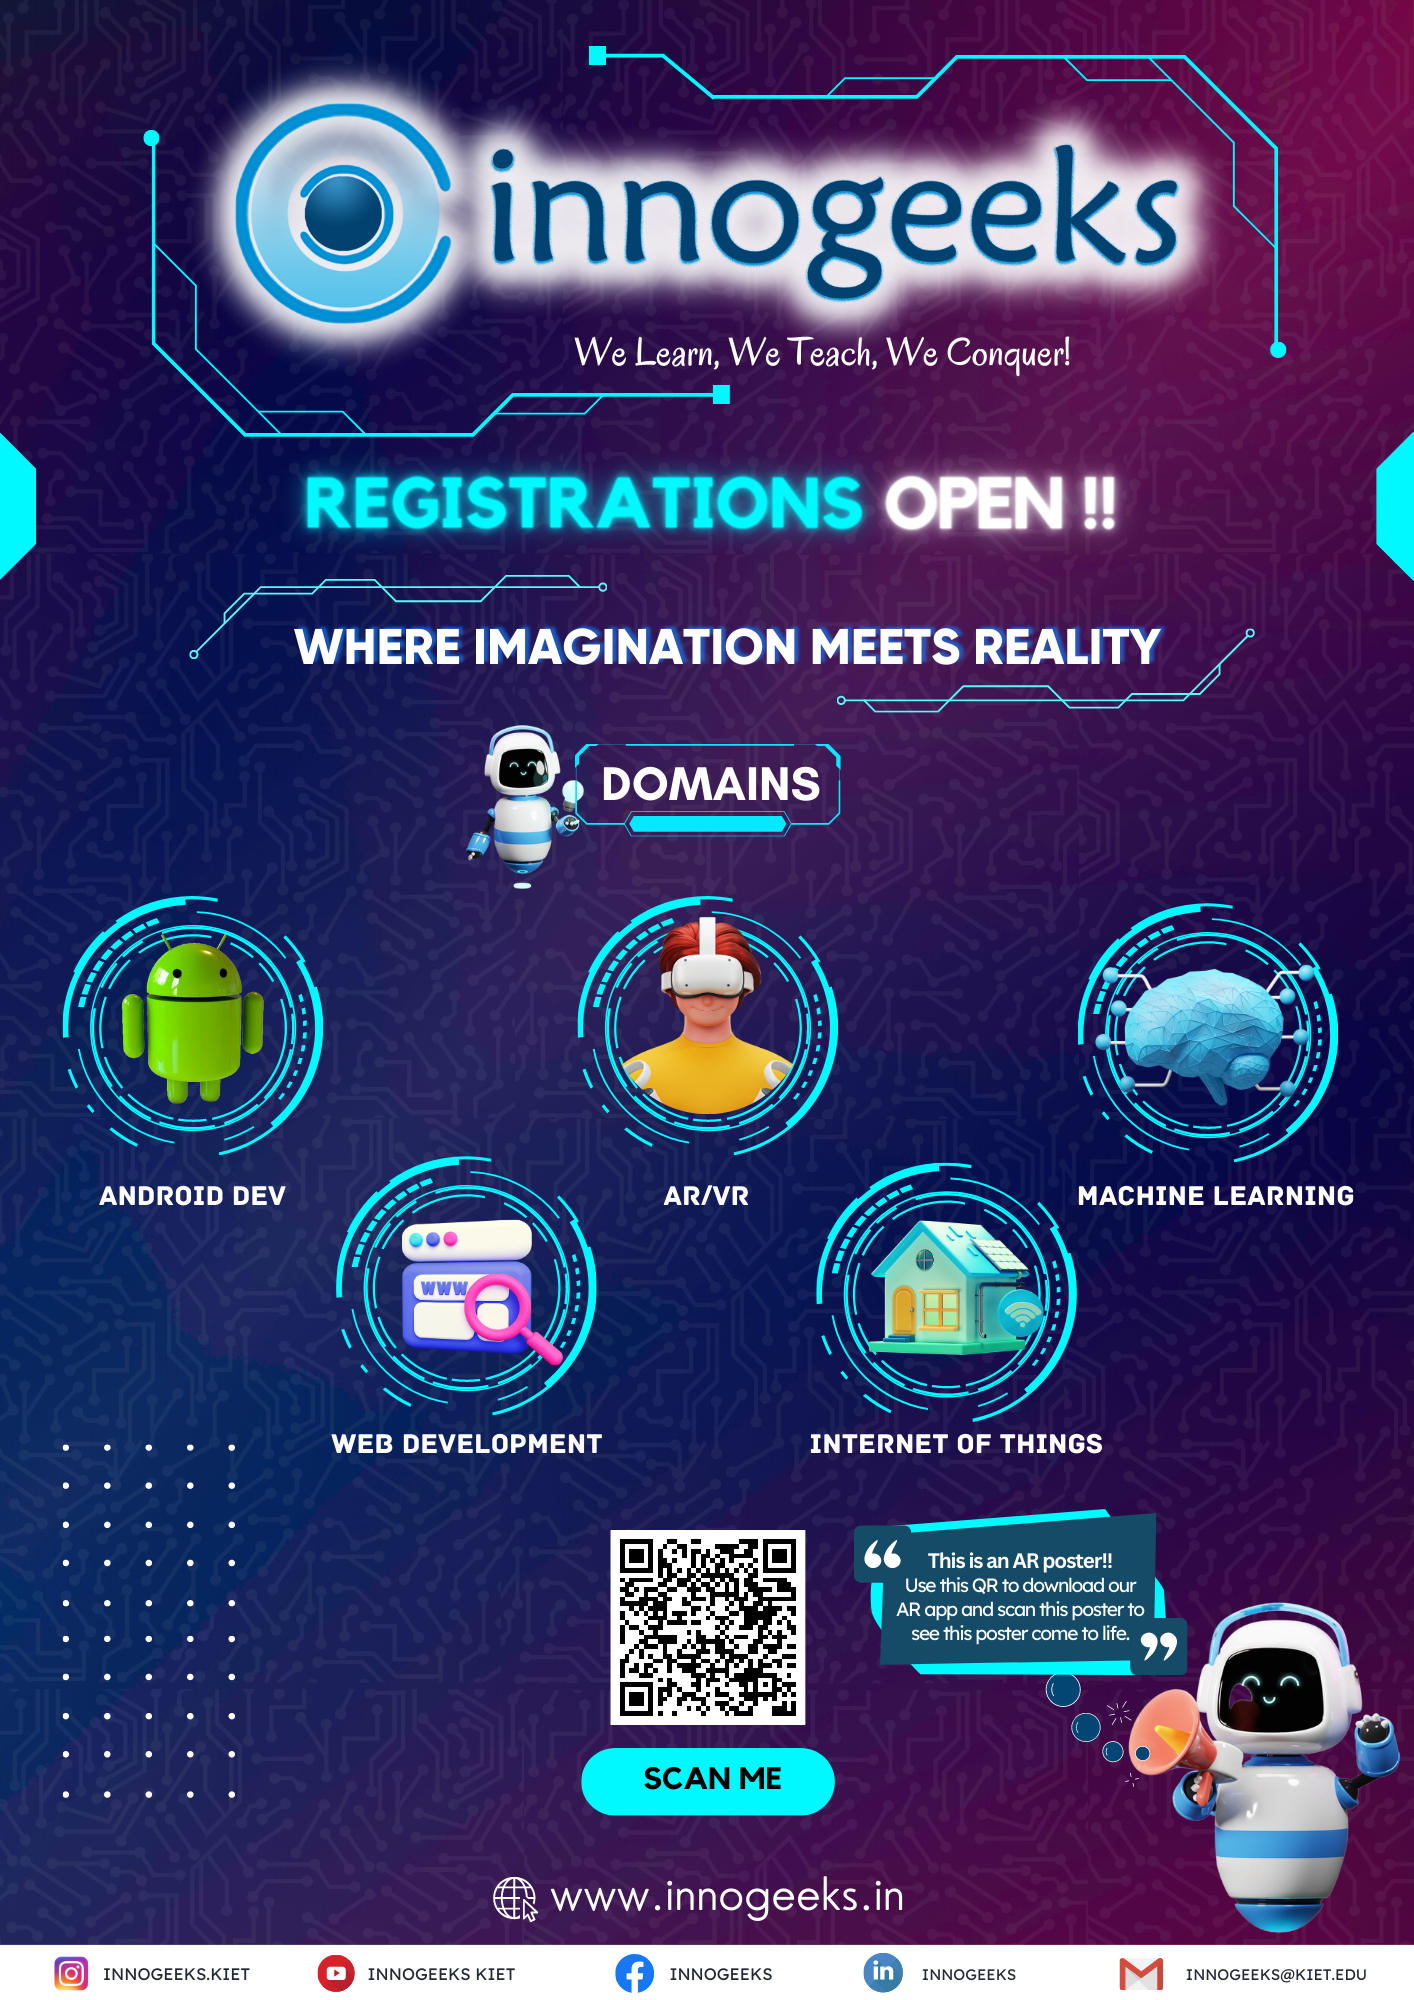 innogeeks
We Learn, We Teach, We Conquer!
REGISTRATIONS OPEN !!
WHERE IMAGINATION MEETS REALITY
DOMAINS
ANDROID DEV
AR/VR
MACHINE LEARNING
WWW
WEB DEVELOPMENT
INTERNET OF THINGS
“ This is an AR poster!!
Use this QR to download our
AR app and scan this poster to
see this poster come to life. ”
SCAN ME
www.innogeeks.in
INNOGEEKS.KIET
INNOGEEKS KIET
INNOGEEKS
in INNOGEEKS
INNOGEEKS@KIET.EDU